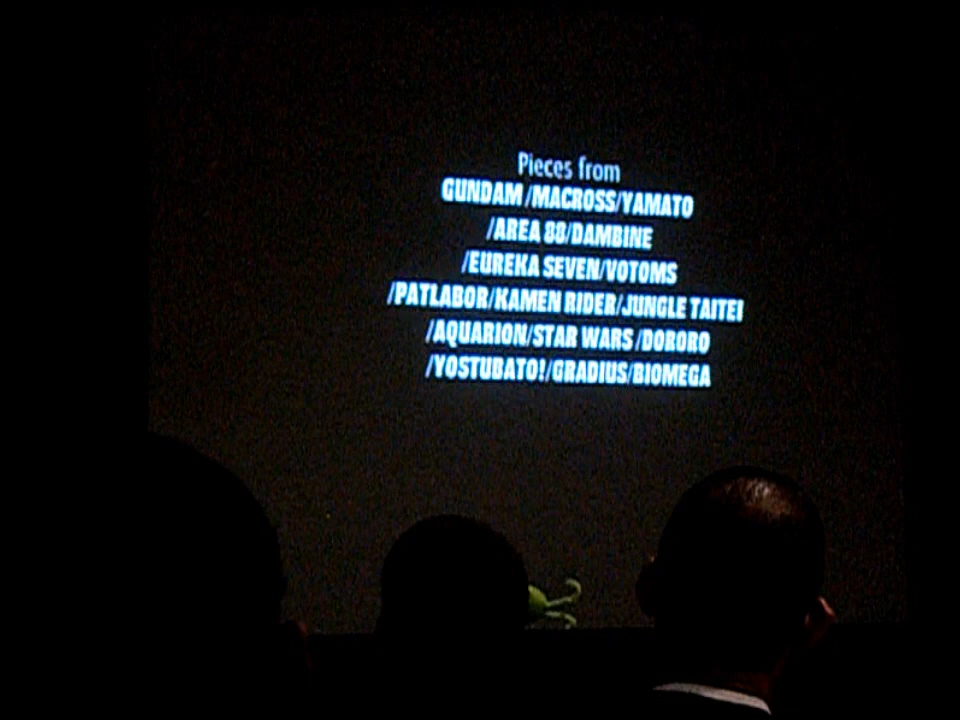 Pieces from
GUNDAM /MACROSS/YAMATO
/AREA 88/DAMBINE
/EUREKA SEVEN/VOTOMS
/PATLABOR/KAMEN RIDER/JUNGLE TAITEI
/AQUARION/STAR WARS /DORORO
/YOSTUBATO!/GRADIUS/BIOMEGA